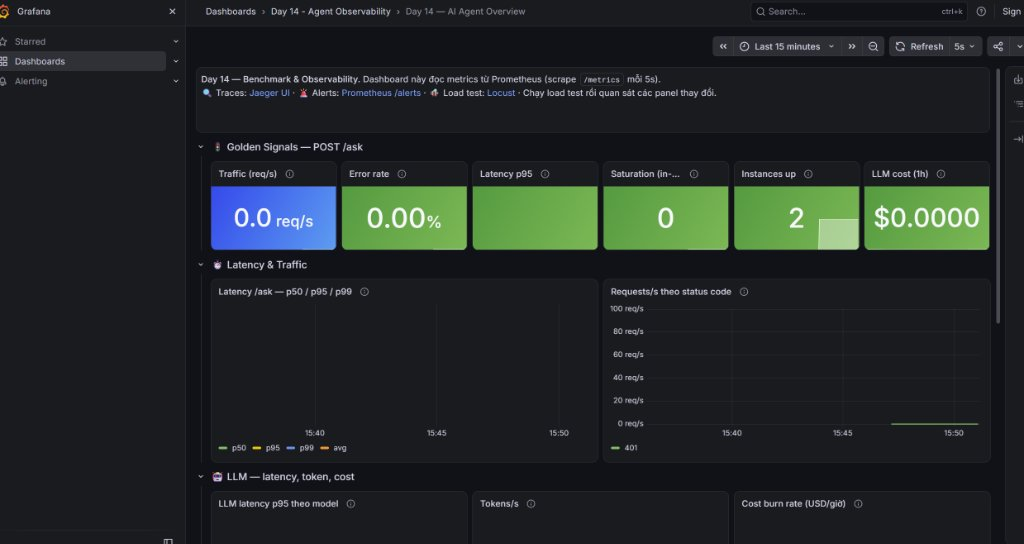 Grafana
Dashboards > Day 14 - Agent Observability > Day 14 — AI Agent Overview
Search...
ctrl+k
Sign
Starred
Dashboards
Alerting
Last 15 minutes
Refresh
5s
Day 14 — Benchmark & Observability. Dashboard này đọc metrics từ Prometheus (scrape /metrics mỗi 5s).
Traces: Jaeger UI · Alerts: Prometheus /alerts · Load test: Locust · Chạy load test rồi quan sát các panel thay đổi.
Golden Signals — POST /ask
Traffic (req/s)
0.0 req/s
Error rate
0.00%
Latency p95
Saturation (in-...
0
Instances up
2
LLM cost (1h)
$0.0000
Latency & Traffic
Latency /ask — p50 / p95 / p99
15:40
15:45
15:50
p50
p95
p99
avg
Requests/s theo status code
100 req/s
80 req/s
60 req/s
40 req/s
20 req/s
0 req/s
15:40
15:45
15:50
401
LLM — latency, token, cost
LLM latency p95 theo model
Tokens/s
Cost burn rate (USD/giờ)